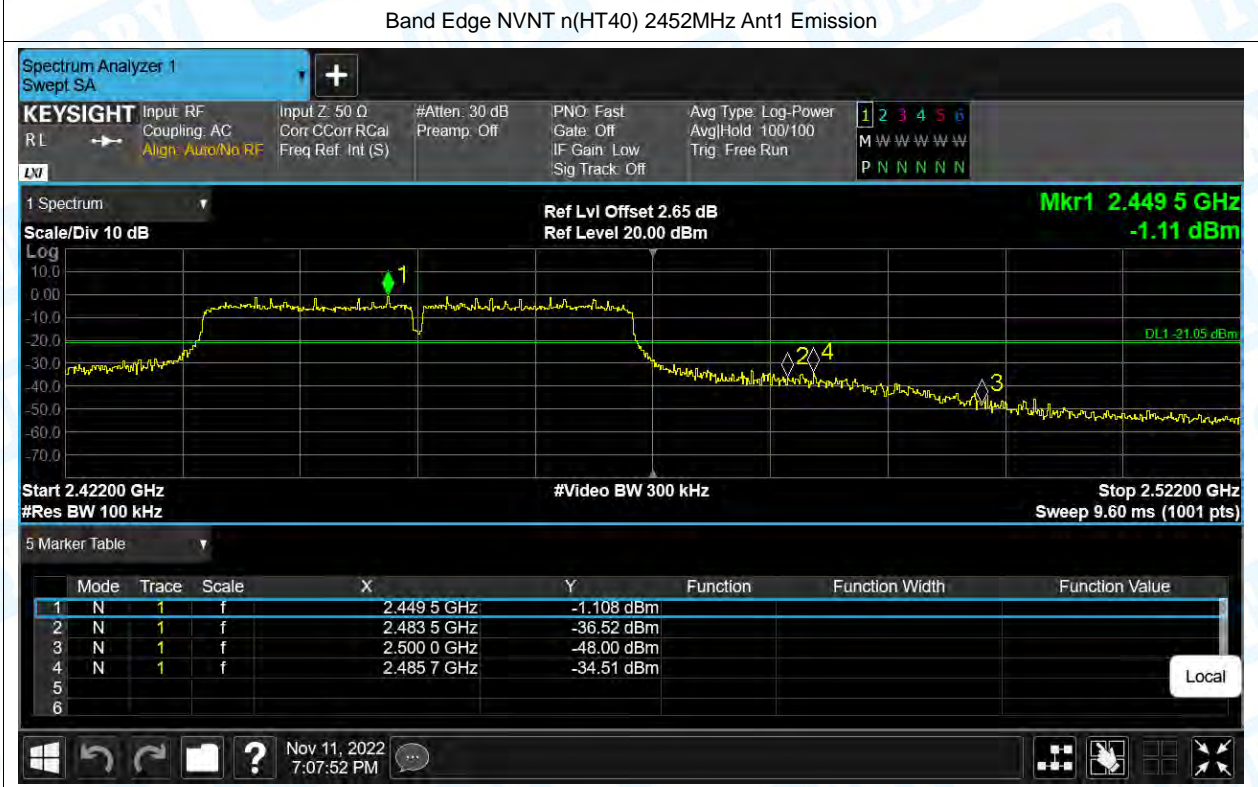 Band Edge NVNT n(HT40) 2452MHz Ant1 Emission
Spectrum Analyzer 1
Swept SA
+
KEYSIGHT
RL
LXI
Input: RF
Coupling: AC
Align: Auto/No RF
Input Z: 50 Ω
Corr CCorr RCal
Freq Ref: Int (S)
#Atten: 30 dB
Preamp: Off
PNO: Fast
Gate: Off
IF Gain: Low
Sig Track: Off
Avg Type: Log-Power
Avg|Hold: 100/100
Trig: Free Run
1 2 3 4 5 6
M W W W W W
P N N N N N
1 Spectrum
Scale/Div 10 dB
Ref Lvl Offset 2.65 dB
Ref Level 20.00 dBm
Mkr1 2.449 5 GHz
-1.11 dBm
Log
10.0
0.00
-10.0
-20.0
-30.0
-40.0
-50.0
-60.0
-70.0
1
2
4
3
DL1 -21.05 dBm
Start 2.42200 GHz
#Video BW 300 kHz
Stop 2.52200 GHz
#Res BW 100 kHz
Sweep 9.60 ms (1001 pts)
5 Marker Table
Mode Trace Scale X Y Function Function Width Function Value
1 N 1 f 2.449 5 GHz -1.108 dBm
2 N 1 f 2.483 5 GHz -36.52 dBm
3 N 1 f 2.500 0 GHz -48.00 dBm
4 N 1 f 2.485 7 GHz -34.51 dBm
5
6
Local
?
Nov 11, 2022
7:07:52 PM